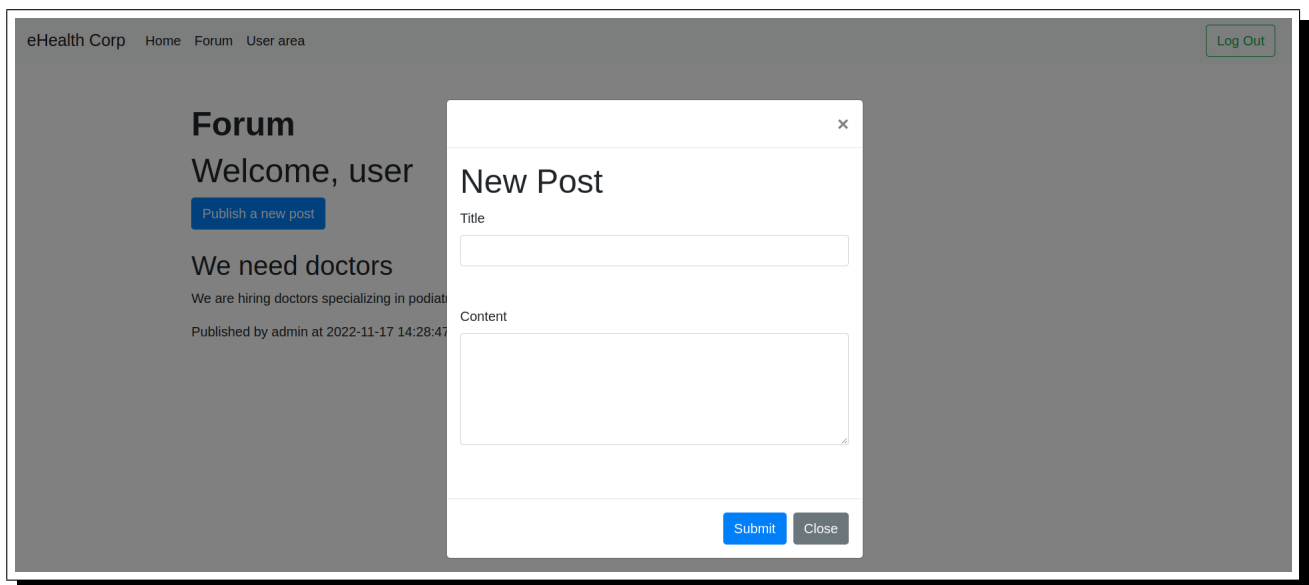 eHealth Corp Home Forum User area Log Out
Forum
Welcome, user
Publish a new post
We need doctors
We are hiring doctors specializing in
Published by admin at 2022-11-17 14:28:47
×
New Post
Title
Content
Submit Close